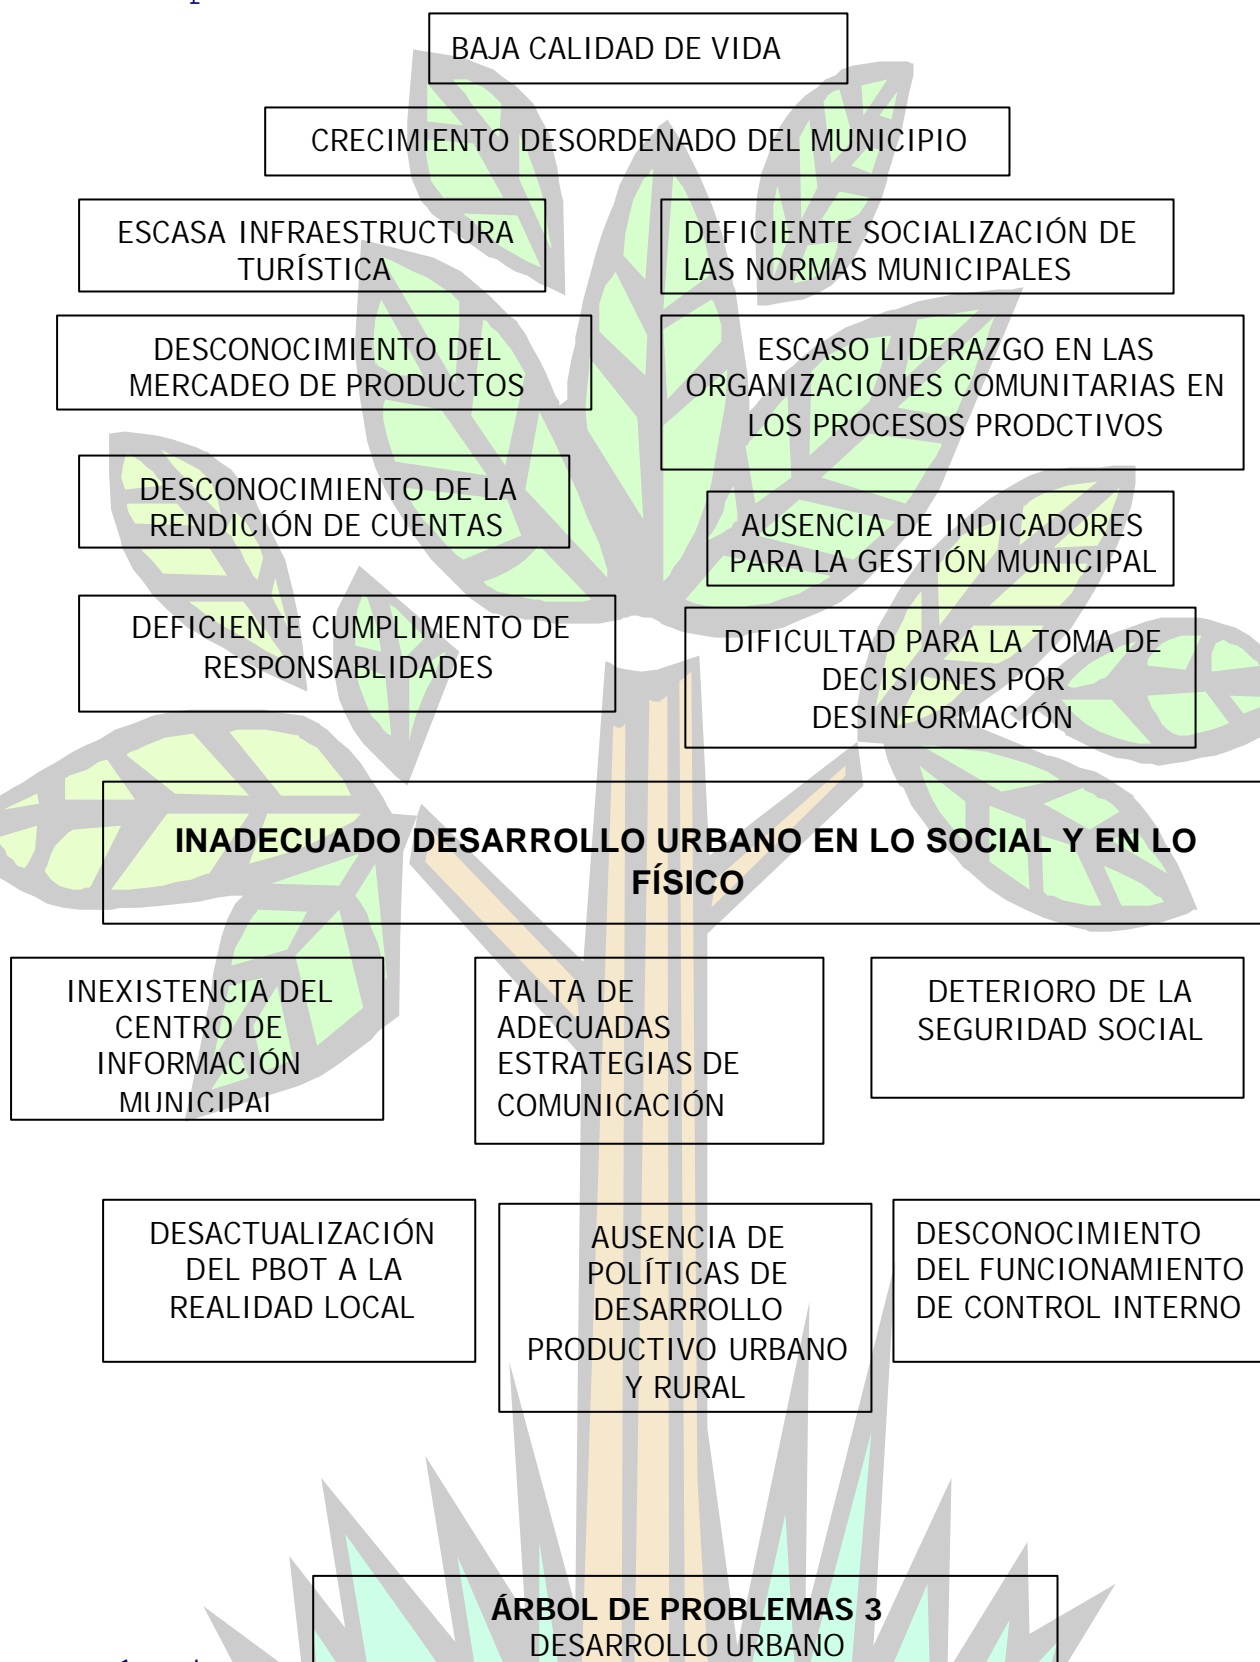 BAJA CALIDAD DE VIDA
CRECIMIENTO DESORDENADO DEL MUNICIPIO
ESCASA INFRAESTRUCTURA
TURÍSTICA
DEFICIENTE SOCIALIZACIÓN DE
LAS NORMAS MUNICIPALES
DESCONOCIMIENTO DEL
MERCADEO DE PRODUCTOS
ESCASO LIDERAZGO EN LAS
ORGANIZACIONES COMUNITARIAS EN
LOS PROCESOS PRODCTIVOS
DESCONOCIMIENTO DE LA
RENDICIÓN DE CUENTAS
AUSENCIA DE INDICADORES
PARA LA GESTIÓN MUNICIPAL
DEFICIENTE CUMPLIMENTO DE
RESPONSABLIDADES
DIFICULTAD PARA LA TOMA DE
DECISIONES POR
DESINFORMACIÓN
INADECUADO DESARROLLO URBANO EN LO SOCIAL Y EN LO
FÍSICO
INEXISTENCIA DEL
CENTRO DE
INFORMACIÓN
MUNICIPAL
FALTA DE
ADECUADAS
ESTRATEGIAS DE
COMUNICACIÓN
DETERIORO DE LA
SEGURIDAD SOCIAL
DESACTUALIZACIÓN
DEL PBOT A LA
REALIDAD LOCAL
AUSENCIA DE
POLÍTICAS DE
DESARROLLO
PRODUCTIVO URBANO
Y RURAL
DESCONOCIMIENTO
DEL FUNCIONAMIENTO
DE CONTROL INTERNO
ÁRBOL DE PROBLEMAS 3
DESARROLLO URBANO